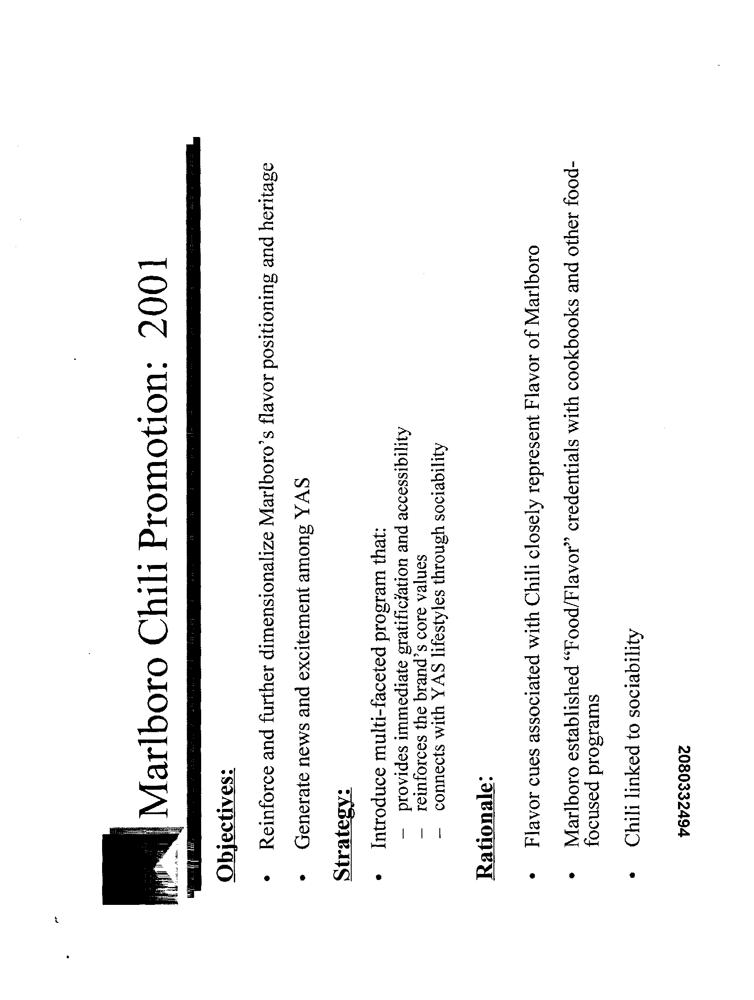 Marlboro Chili Promotion: 2001
Objectives:
• Reinforce and further dimensionalize Marlboro's flavor positioning and heritage
• Generate news and excitement among YAS
Strategy:
• Introduce multi-faceted program that:
– provides immediate gratification and accessibility
– reinforces the brand's core values
– connects with YAS lifestyles through sociability
Rationale:
• Flavor cues associated with Chili closely represent Flavor of Marlboro
• Marlboro established “Food/Flavor” credentials with cookbooks and other food-
focused programs
• Chili linked to sociability
2080332494